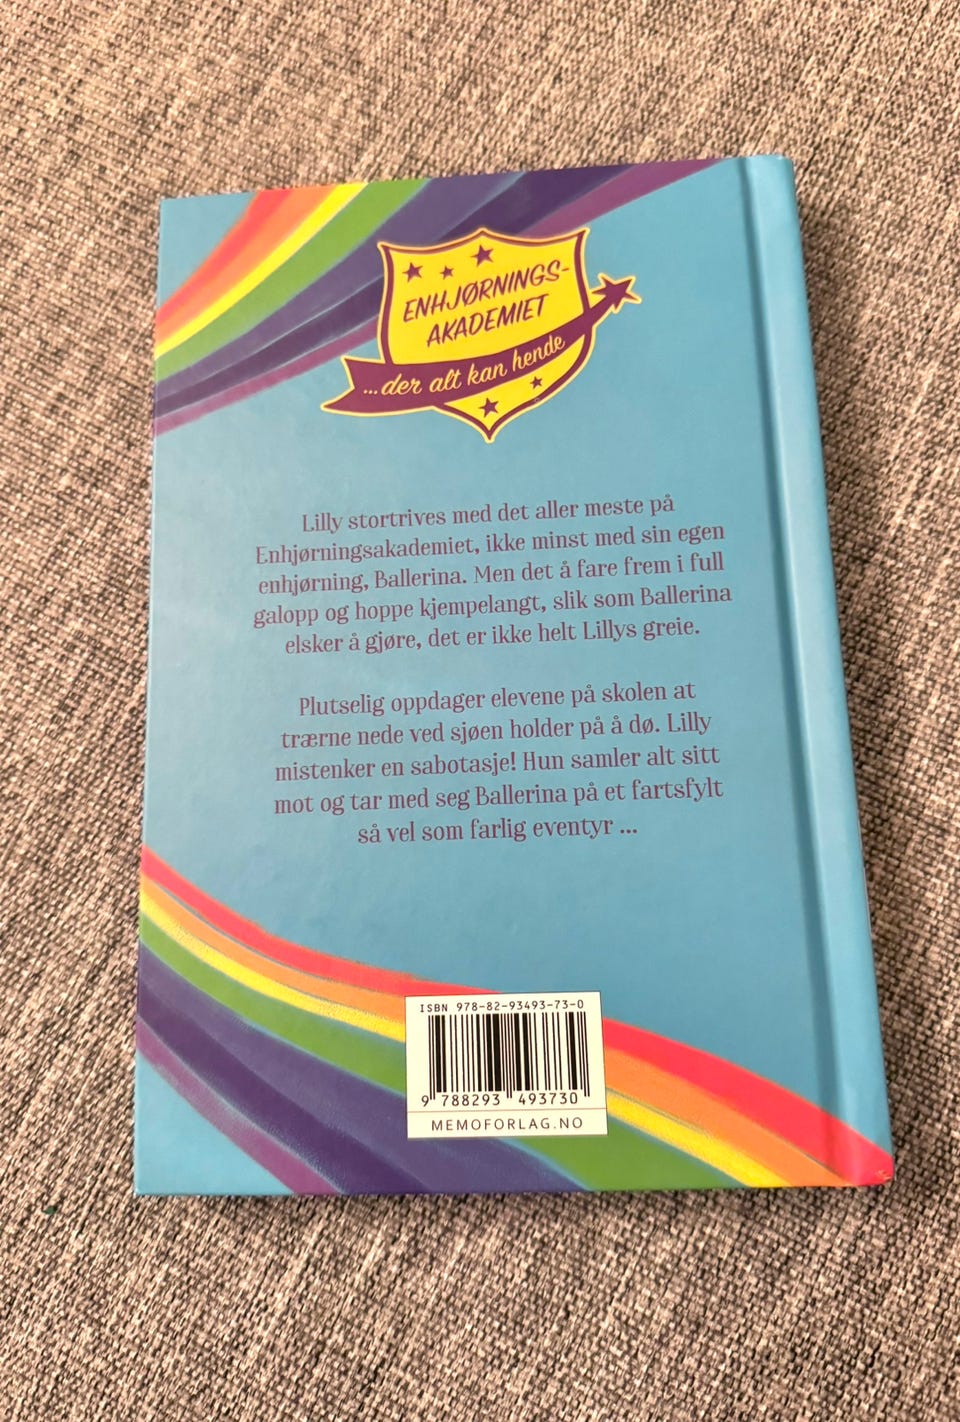 ENHJØRNINGS-
AKADEMIET
...der alt kan hende
Lilly stortrives med det aller meste på
Enhjørningsakademiet, ikke minst med sin egen
enhjørning, Ballerina. Men det å fare frem i full
galopp og hoppe kjempelangt, slik som Ballerina
elsker å gjøre, det er ikke helt Lillys greie.
Plutselig oppdager elevene på skolen at
trærne nede ved sjøen holder på å dø. Lilly
mistenker en sabotasje! Hun samler alt sitt
mot og tar med seg Ballerina på et fartsfylt
så vel som farlig eventyr ...
ISBN 978-82-93493-73-0
9 788293 493730
MEMOFORLAG.NO